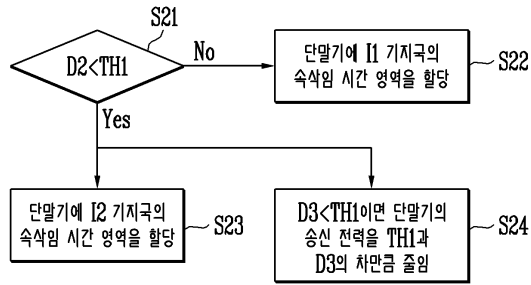 S21
D2<TH1
No
단말기에 I1 기지국의
속삭임 시간 영역을 할당
S22
Yes
단말기에 I2 기지국의
속삭임 시간 영역을 할당
S23
D3<TH1이면 단말기의
송신 전력을 TH1과
D3의 차만큼 줄임
S24